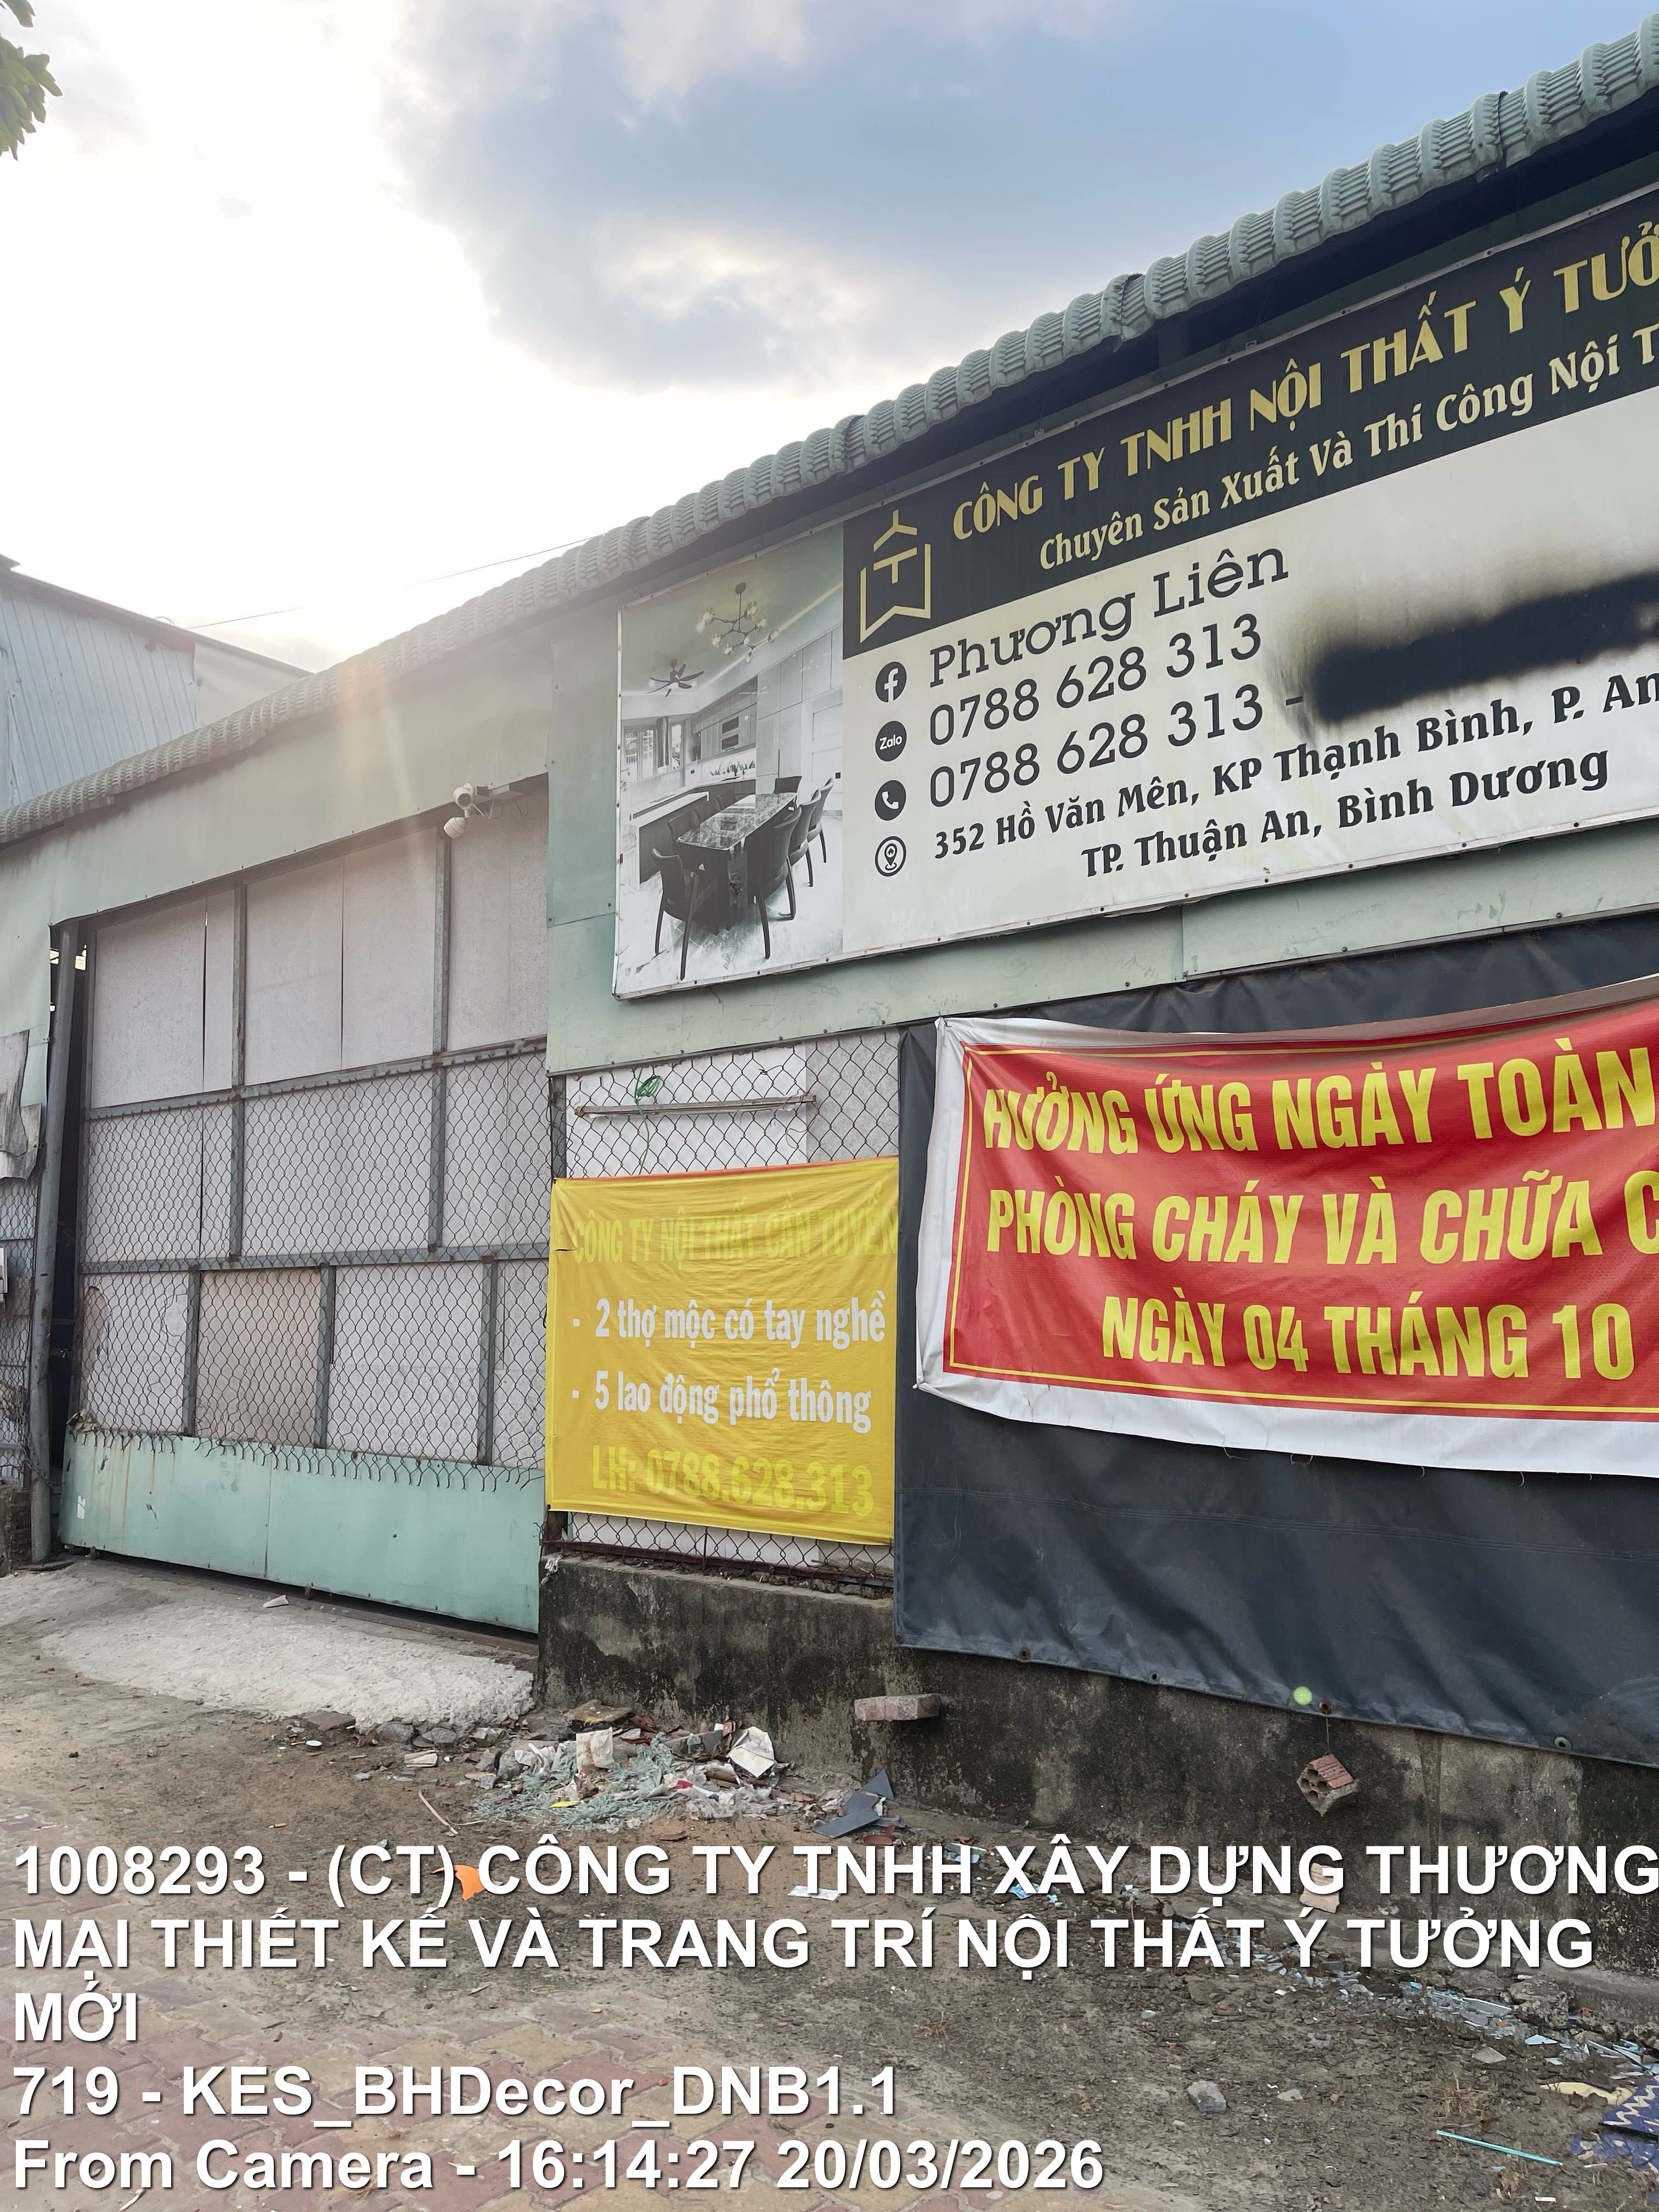 CÔNG TY TNHH NỘI THẤT Ý TƯỞ
Chuyên Sản Xuất Và Thi Công Nội T
Phương Liên
Zalo 0788 628 313
0788 628 313 -
352 Hồ Văn Mên, KP Thạnh Bình, P. An
TP. Thuận An, Bình Dương
HƯỞNG ỨNG NGÀY TOÀN
PHÒNG CHÁY VÀ CHỮA C
NGÀY 04 THÁNG 10
CÔNG TY NỘI THẤT CẦN TUYỂN
- 2 thợ mộc có tay nghề
- 5 lao động phổ thông
LH: 0788.628.313
1008293 - (CT) CÔNG TY TNHH XÂY DỰNG THƯƠNG
MẠI THIẾT KẾ VÀ TRANG TRÍ NỘI THẤT Ý TƯỞNG
MỚI
719 - KES_BHDecor_DNB1.1
From Camera - 16:14:27 20/03/2026